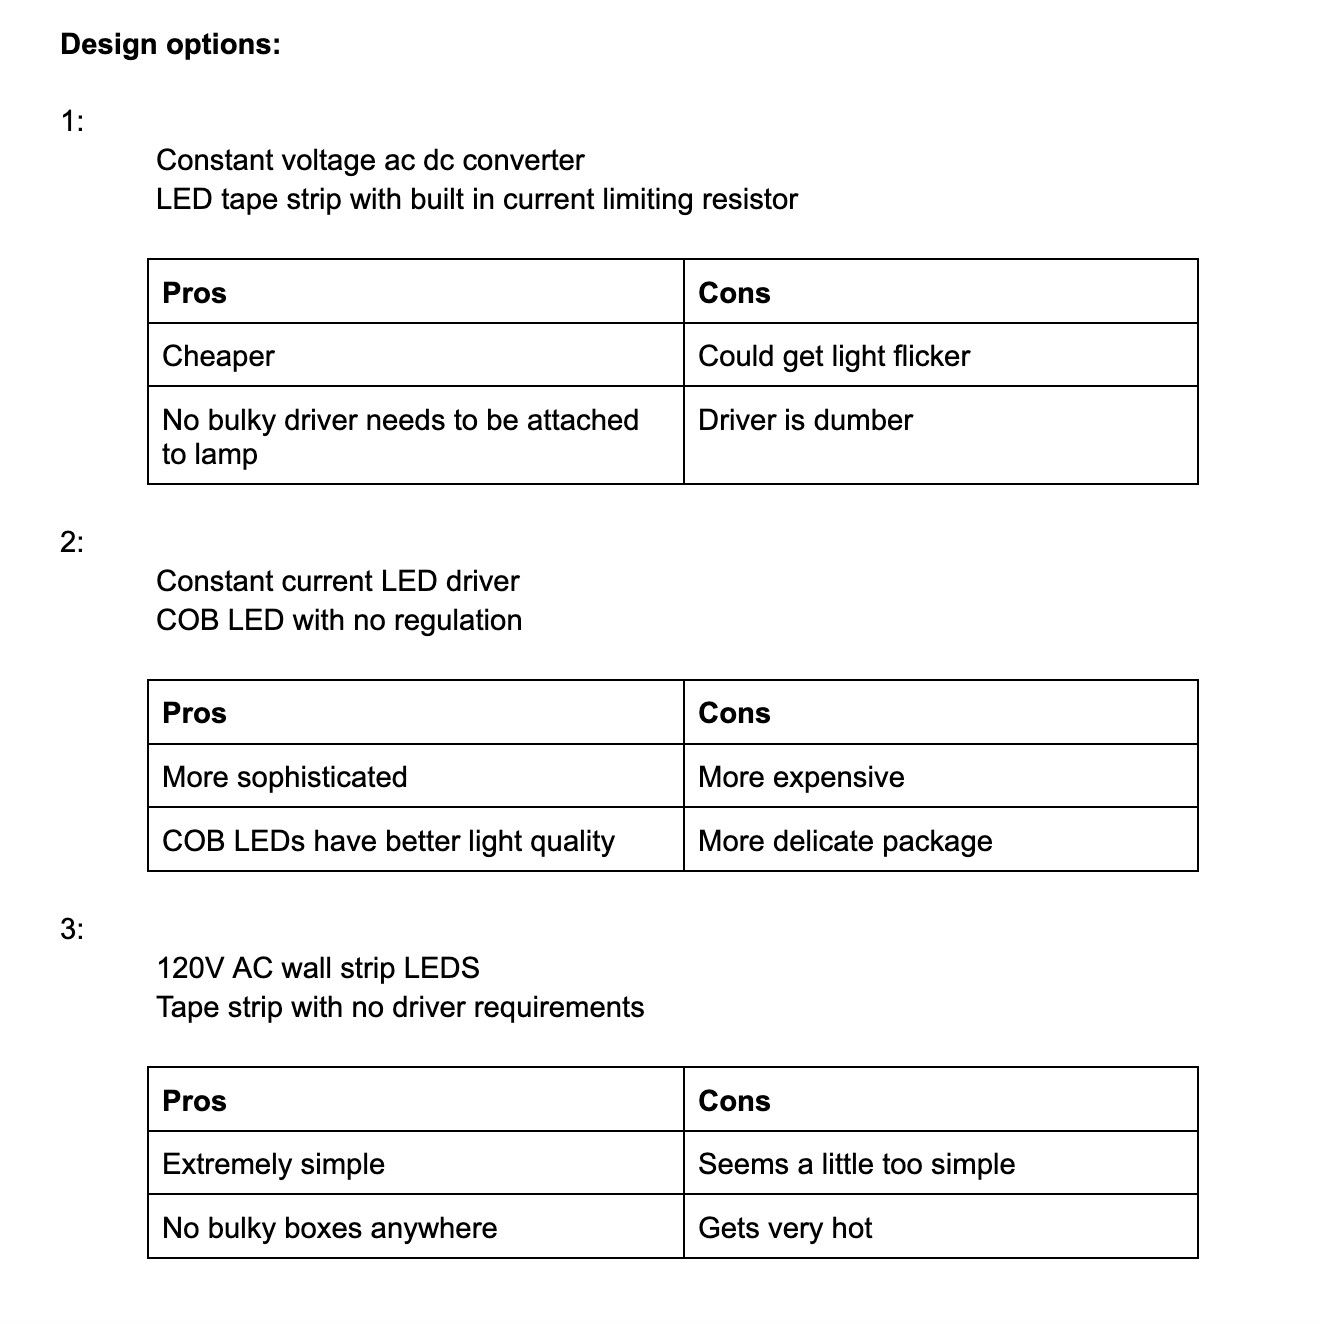 Design options:
1:
Constant voltage ac dc converter
LED tape strip with built in current limiting resistor
Pros
Cons
Cheaper
Could get light flicker
No bulky driver needs to be attached
to lamp
Driver is dumber
2:
Constant current LED driver
COB LED with no regulation
Pros
Cons
More sophisticated
More expensive
COB LEDs have better light quality
More delicate package
3:
120V AC wall strip LEDS
Tape strip with no driver requirements
Pros
Cons
Extremely simple
Seems a little too simple
No bulky boxes anywhere
Gets very hot